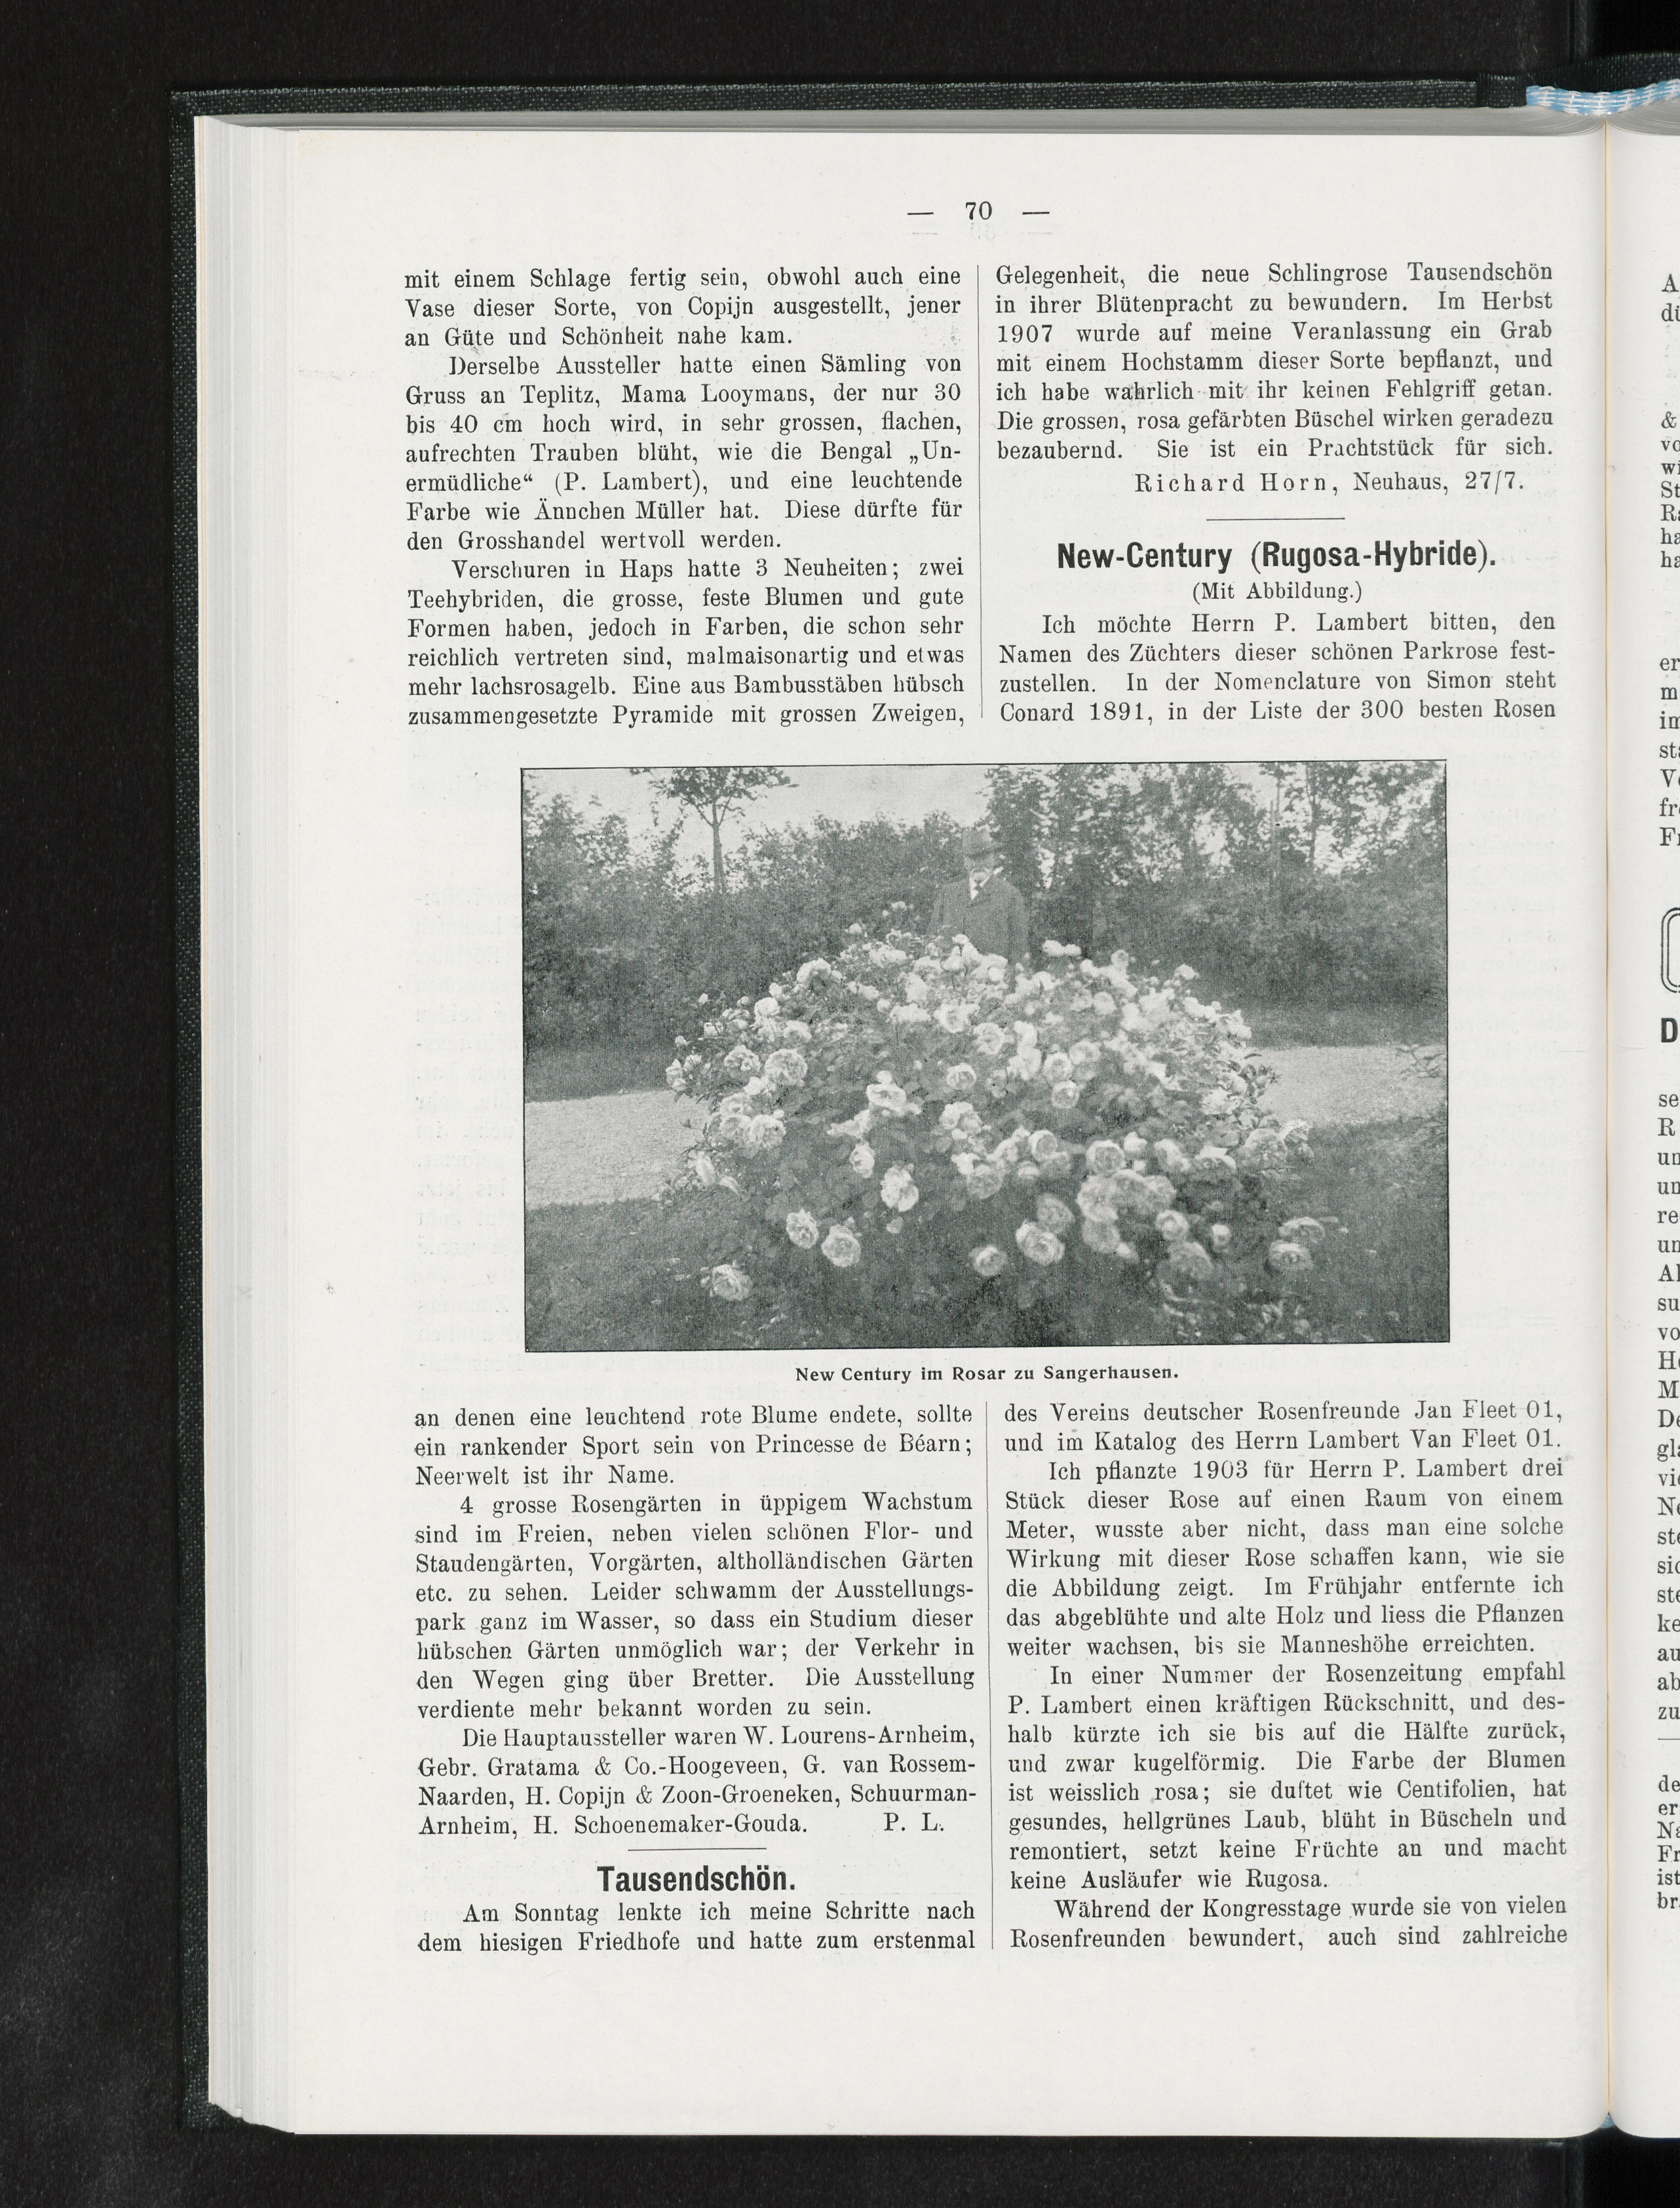 — 70 —
mit einem Schlage fertig sein, obwohl auch eine
Vase dieser Sorte, von Copijn ausgestellt, jener
an Güte und Schönheit nahe kam.
Derselbe Aussteller hatte einen Sämling von
Gruss an Teplitz, Mama Looymans, der nur 30
bis 40 cm hoch wird, in sehr grossen, flachen,
aufrechten Trauben blüht, wie die Bengal „Un-
ermüdliche“ (P. Lambert), und eine leuchtende
Farbe wie Ännchen Müller hat. Diese dürfte für
den Grosshandel wertvoll werden.
Verschuren in Haps hatte 3 Neuheiten; zwei
Teehybriden, die grosse, feste Blumen und gute
Formen haben, jedoch in Farben, die schon sehr
reichlich vertreten sind, malmaisonartig und etwas
mehr lachsrosagelb. Eine aus Bambusstäben hübsch
zusammengesetzte Pyramide mit grossen Zweigen,
an denen eine leuchtend rote Blume endete, sollte
ein rankender Sport sein von Princesse de Béarn;
Neerwelt ist ihr Name.
4 grosse Rosengärten in üppigem Wachstum
sind im Freien, neben vielen schönen Flor- und
Staudengärten, Vorgärten, altholländischen Gärten
etc. zu sehen. Leider schwamm der Ausstellungs-
park ganz im Wasser, so dass ein Studium dieser
hübschen Gärten unmöglich war; der Verkehr in
den Wegen ging über Bretter. Die Ausstellung
verdiente mehr bekannt worden zu sein.
Die Hauptaussteller waren W. Lourens-Arnheim,
Gebr. Gratama & Co.-Hoogeveen, G. van Rossem-
Naarden, H. Copijn & Zoon-Groeneken, Schuurman-
Arnheim, H. Schoenemaker-Gouda. P. L.
Tausendschön.
Am Sonntag lenkte ich meine Schritte nach
dem hiesigen Friedhofe und hatte zum erstenmal
Gelegenheit, die neue Schlingrose Tausendschön
in ihrer Blütenpracht zu bewundern. Im Herbst
1907 wurde auf meine Veranlassung ein Grab
mit einem Hochstamm dieser Sorte bepflanzt, und
ich habe wahrlich mit ihr keinen Fehlgriff getan.
Die grossen, rosa gefärbten Büschel wirken geradezu
bezaubernd. Sie ist ein Prachtstück für sich.
Richard Horn, Neuhaus, 27/7.
New-Century (Rugosa-Hybride).
(Mit Abbildung.)
Ich möchte Herrn P. Lambert bitten, den
Namen des Züchters dieser schönen Parkrose fest-
zustellen. In der Nomenclature von Simon steht
Conard 1891, in der Liste der 300 besten Rosen
New Century im Rosar zu Sangerhausen.
des Vereins deutscher Rosenfreunde Jan Fleet 01,
und im Katalog des Herrn Lambert Van Fleet 01.
Ich pflanzte 1903 für Herrn P. Lambert drei
Stück dieser Rose auf einen Raum von einem
Meter, wusste aber nicht, dass man eine solche
Wirkung mit dieser Rose schaffen kann, wie sie
die Abbildung zeigt. Im Frühjahr entfernte ich
das abgeblühte und alte Holz und liess die Pflanzen
weiter wachsen, bis sie Manneshöhe erreichten.
In einer Nummer der Rosenzeitung empfahl
P. Lambert einen kräftigen Rückschnitt, und des-
halb kürzte ich sie bis auf die Hälfte zurück,
und zwar kugelförmig. Die Farbe der Blumen
ist weisslich rosa; sie duftet wie Centifolien, hat
gesundes, hellgrünes Laub, blüht in Büscheln und
remontiert, setzt keine Früchte an und macht
keine Ausläufer wie Rugosa.
Während der Kongresstage wurde sie von vielen
Rosenfreunden bewundert, auch sind zahlreiche